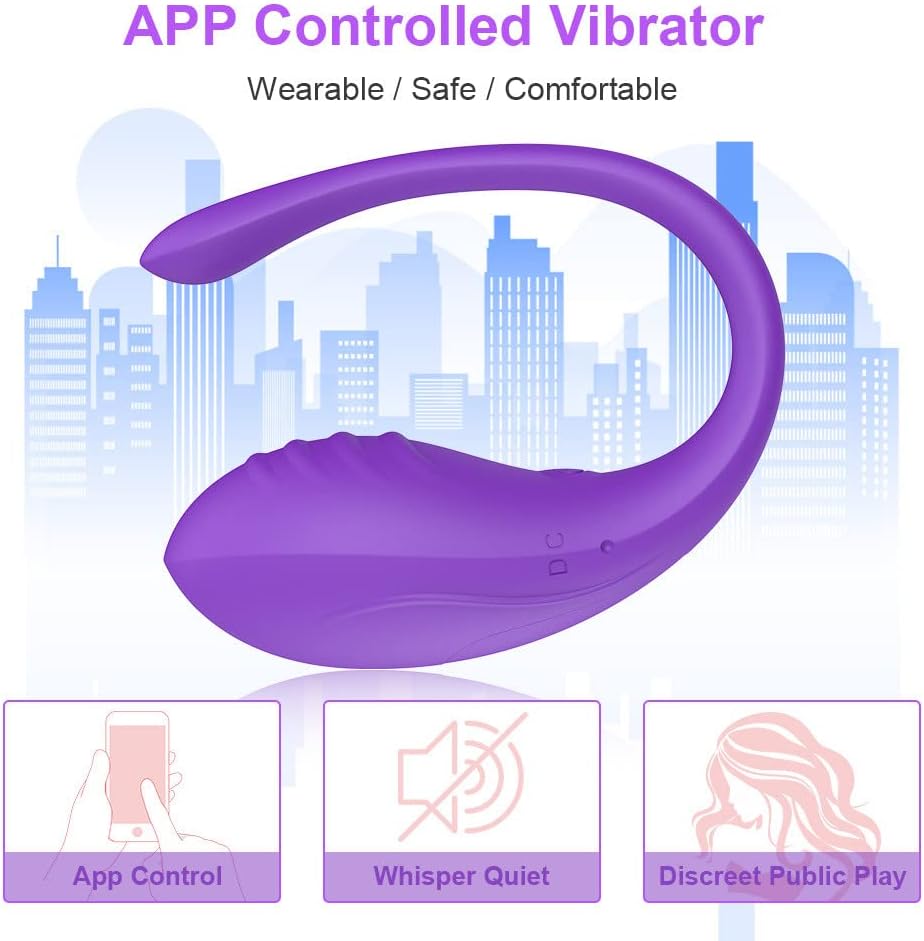 APP Controlled Vibrator
Wearable / Safe / Comfortable
DC
App Control
Whisper Quiet
Discreet Public Play